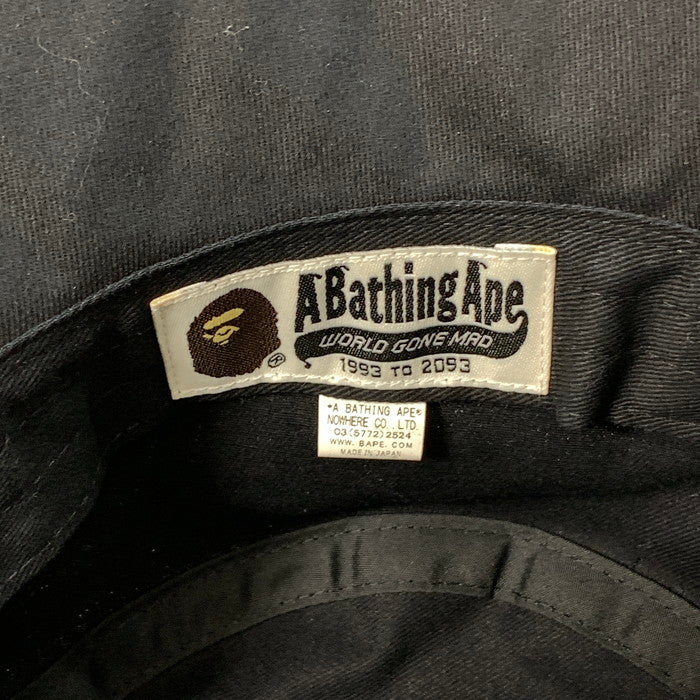 A Bathing Ape
WORLD GONE MAD
1993 TO 2093
®
*A BATHING APE®
NOWHERE CO.,LTD.
03(5772)2524
WWW.BAPE.COM
MADE IN JAPAN